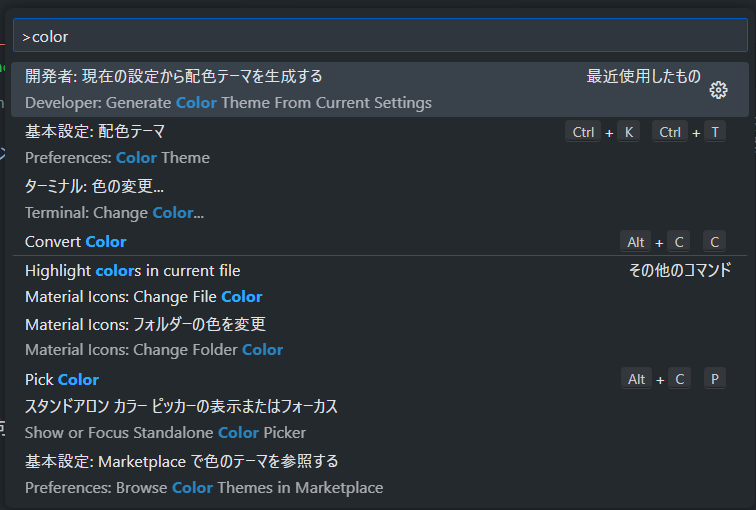 >color
開発者: 現在の設定から配色テーマを生成する 最近使用したもの
Developer: Generate Color Theme From Current Settings
基本設定: 配色テーマ Ctrl + K Ctrl + T
Preferences: Color Theme
ターミナル: 色の変更...
Terminal: Change Color...
Convert Color Alt + C C
Highlight colors in current file その他のコマンド
Material Icons: Change File Color
Material Icons: フォルダーの色を変更
Material Icons: Change Folder Color
Pick Color Alt + C P
スタンドアロン カラー ピッカーの表示またはフォーカス
Show or Focus Standalone Color Picker
基本設定: Marketplace で色のテーマを参照する
Preferences: Browse Color Themes in Marketplace